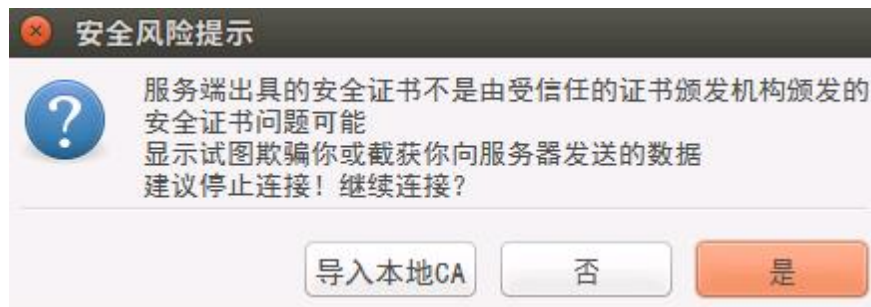 安全风险提示
服务端出具的安全证书不是由受信任的证书颁发机构颁发的
安全证书问题可能
显示试图欺骗你或截获你向服务器发送的数据
建议停止连接！继续连接？
导入本地CA 否 是